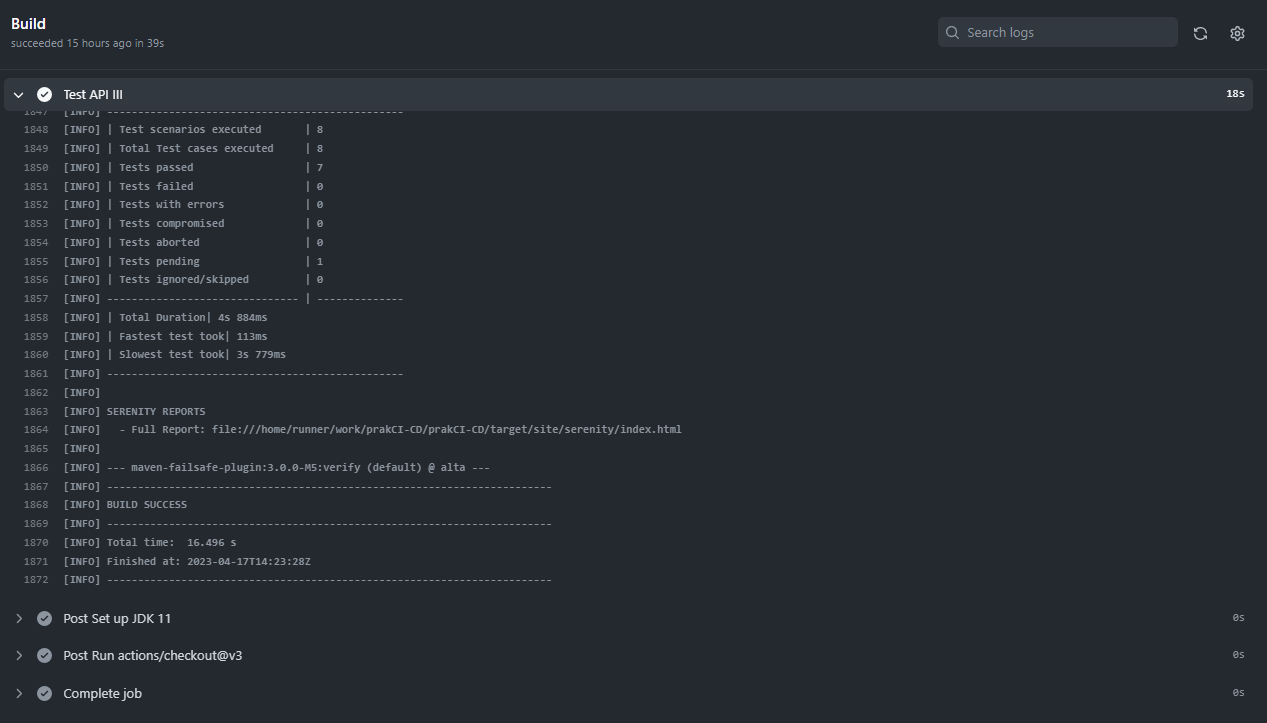 Build
succeeded 15 hours ago in 39s
Search logs
Test API III 18s
1847 [INFO] ------------------------------------------------
1848 [INFO] | Test scenarios executed | 8
1849 [INFO] | Total Test cases executed | 8
1850 [INFO] | Tests passed | 7
1851 [INFO] | Tests failed | 0
1852 [INFO] | Tests with errors | 0
1853 [INFO] | Tests compromised | 0
1854 [INFO] | Tests aborted | 0
1855 [INFO] | Tests pending | 1
1856 [INFO] | Tests ignored/skipped | 0
1857 [INFO] ------------------------------- | --------------
1858 [INFO] | Total Duration| 4s 884ms
1859 [INFO] | Fastest test took| 113ms
1860 [INFO] | Slowest test took| 3s 779ms
1861 [INFO] ------------------------------------------------
1862 [INFO]
1863 [INFO] SERENITY REPORTS
1864 [INFO]   - Full Report: file:///home/runner/work/prakCI-CD/prakCI-CD/target/site/serenity/index.html
1865 [INFO]
1866 [INFO] --- maven-failsafe-plugin:3.0.0-M5:verify (default) @ alta ---
1867 [INFO] ------------------------------------------------------------------------
1868 [INFO] BUILD SUCCESS
1869 [INFO] ------------------------------------------------------------------------
1870 [INFO] Total time:  16.496 s
1871 [INFO] Finished at: 2023-04-17T14:23:28Z
1872 [INFO] ------------------------------------------------------------------------
Post Set up JDK 11 0s
Post Run actions/checkout@v3 0s
Complete job 0s